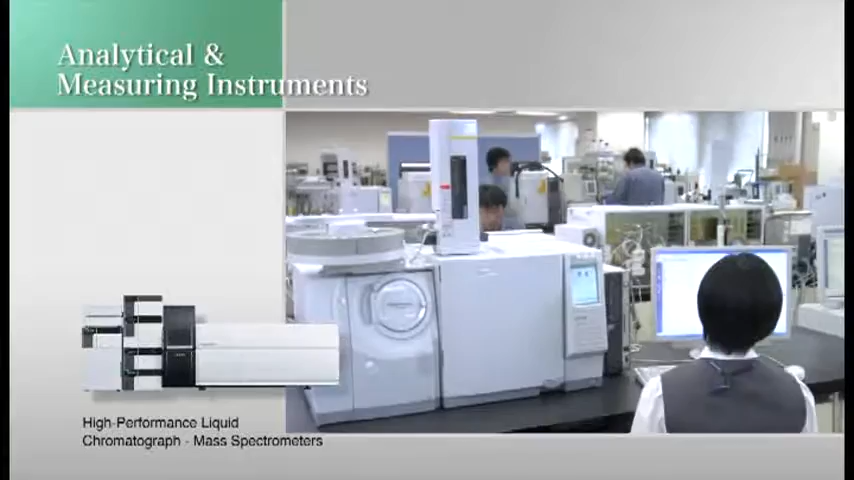 Analytical &
Measuring Instruments
High-Performance Liquid
Chromatograph - Mass Spectrometers